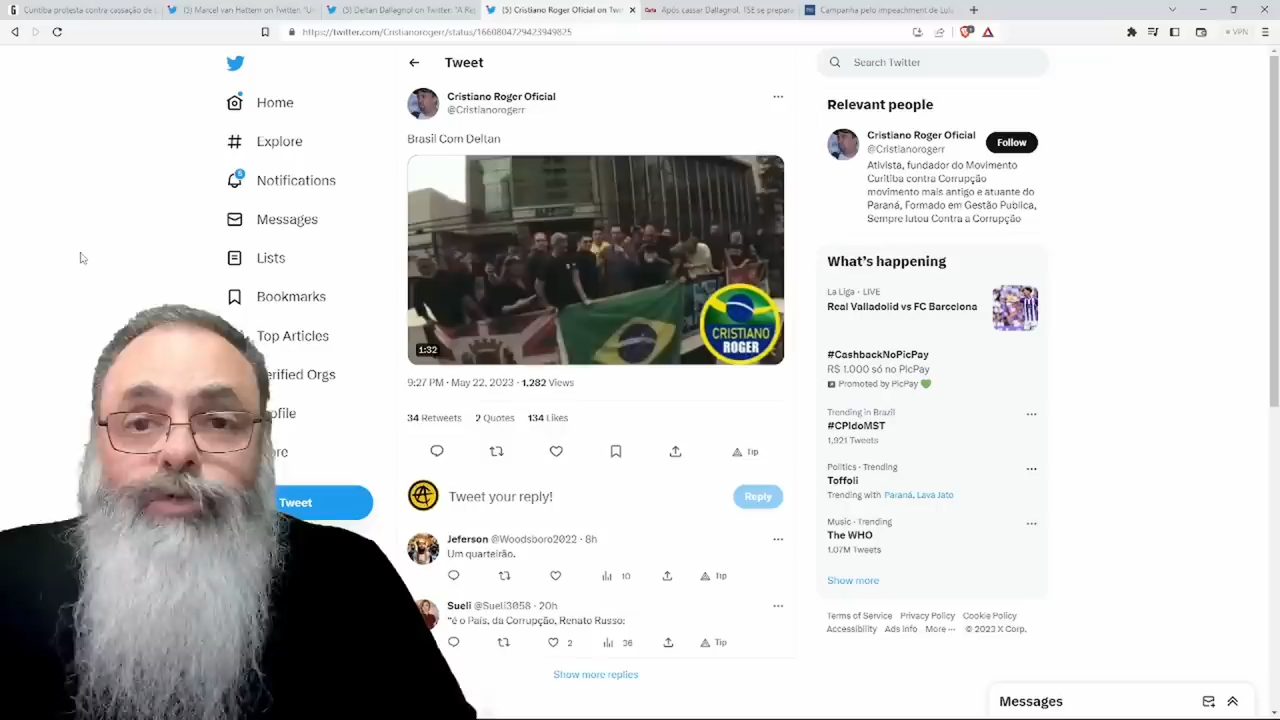 Curitiba protesta contra cassação de
(5) Marcel van Hattem on Twitter: "U
(5) Deltan Dallagnol on Twitter: "A Re
(5) Cristiano Roger Oficial on Twi
Após cassar Dallagnol, TSE se prepara
Campanha pelo impeachment de Lula
https://twitter.com/Cristianorogerr/status/1660804729423949825
VPN
Home
Explore
6
Notifications
Messages
Lists
Bookmarks
Top Articles
erified Orgs
ofile
re
Tweet
Tweet
Cristiano Roger Oficial
@Cristianorogerr
Brasil Com Deltan
CRISTIANO
ROGER
1:32
9:27 PM · May 22, 2023 · 1,282 Views
34 Retweets 2 Quotes 134 Likes
Tip
Tweet your reply!
Reply
Jeferson @Woodsboro2022 · 8h
Um quarteirão.
10
Tip
Sueli @Sueli3058 · 20h
"é o País, da Corrupção, Renato Russo:
2
36
Tip
Show more replies
Search Twitter
Relevant people
Cristiano Roger Oficial
@Cristianorogerr
Follow
Ativista, fundador do Movimento
Curitiba contra Corrupção
movimento mais antigo e atuante do
Paraná, Formado em Gestão Publica,
Sempre lutou Contra a Corrupção
What's happening
La Liga · LIVE
Real Valladolid vs FC Barcelona
#CashbackNoPicPay
R$ 1.000 só no PicPay
Promoted by PicPay
Trending in Brazil
#CPIdoMST
1,921 Tweets
Politics · Trending
Toffoli
Trending with Paraná, Lava Jato
Music · Trending
The WHO
1.07M Tweets
Show more
Terms of Service Privacy Policy Cookie Policy
Accessibility Ads info More ··· © 2023 X Corp.
Messages